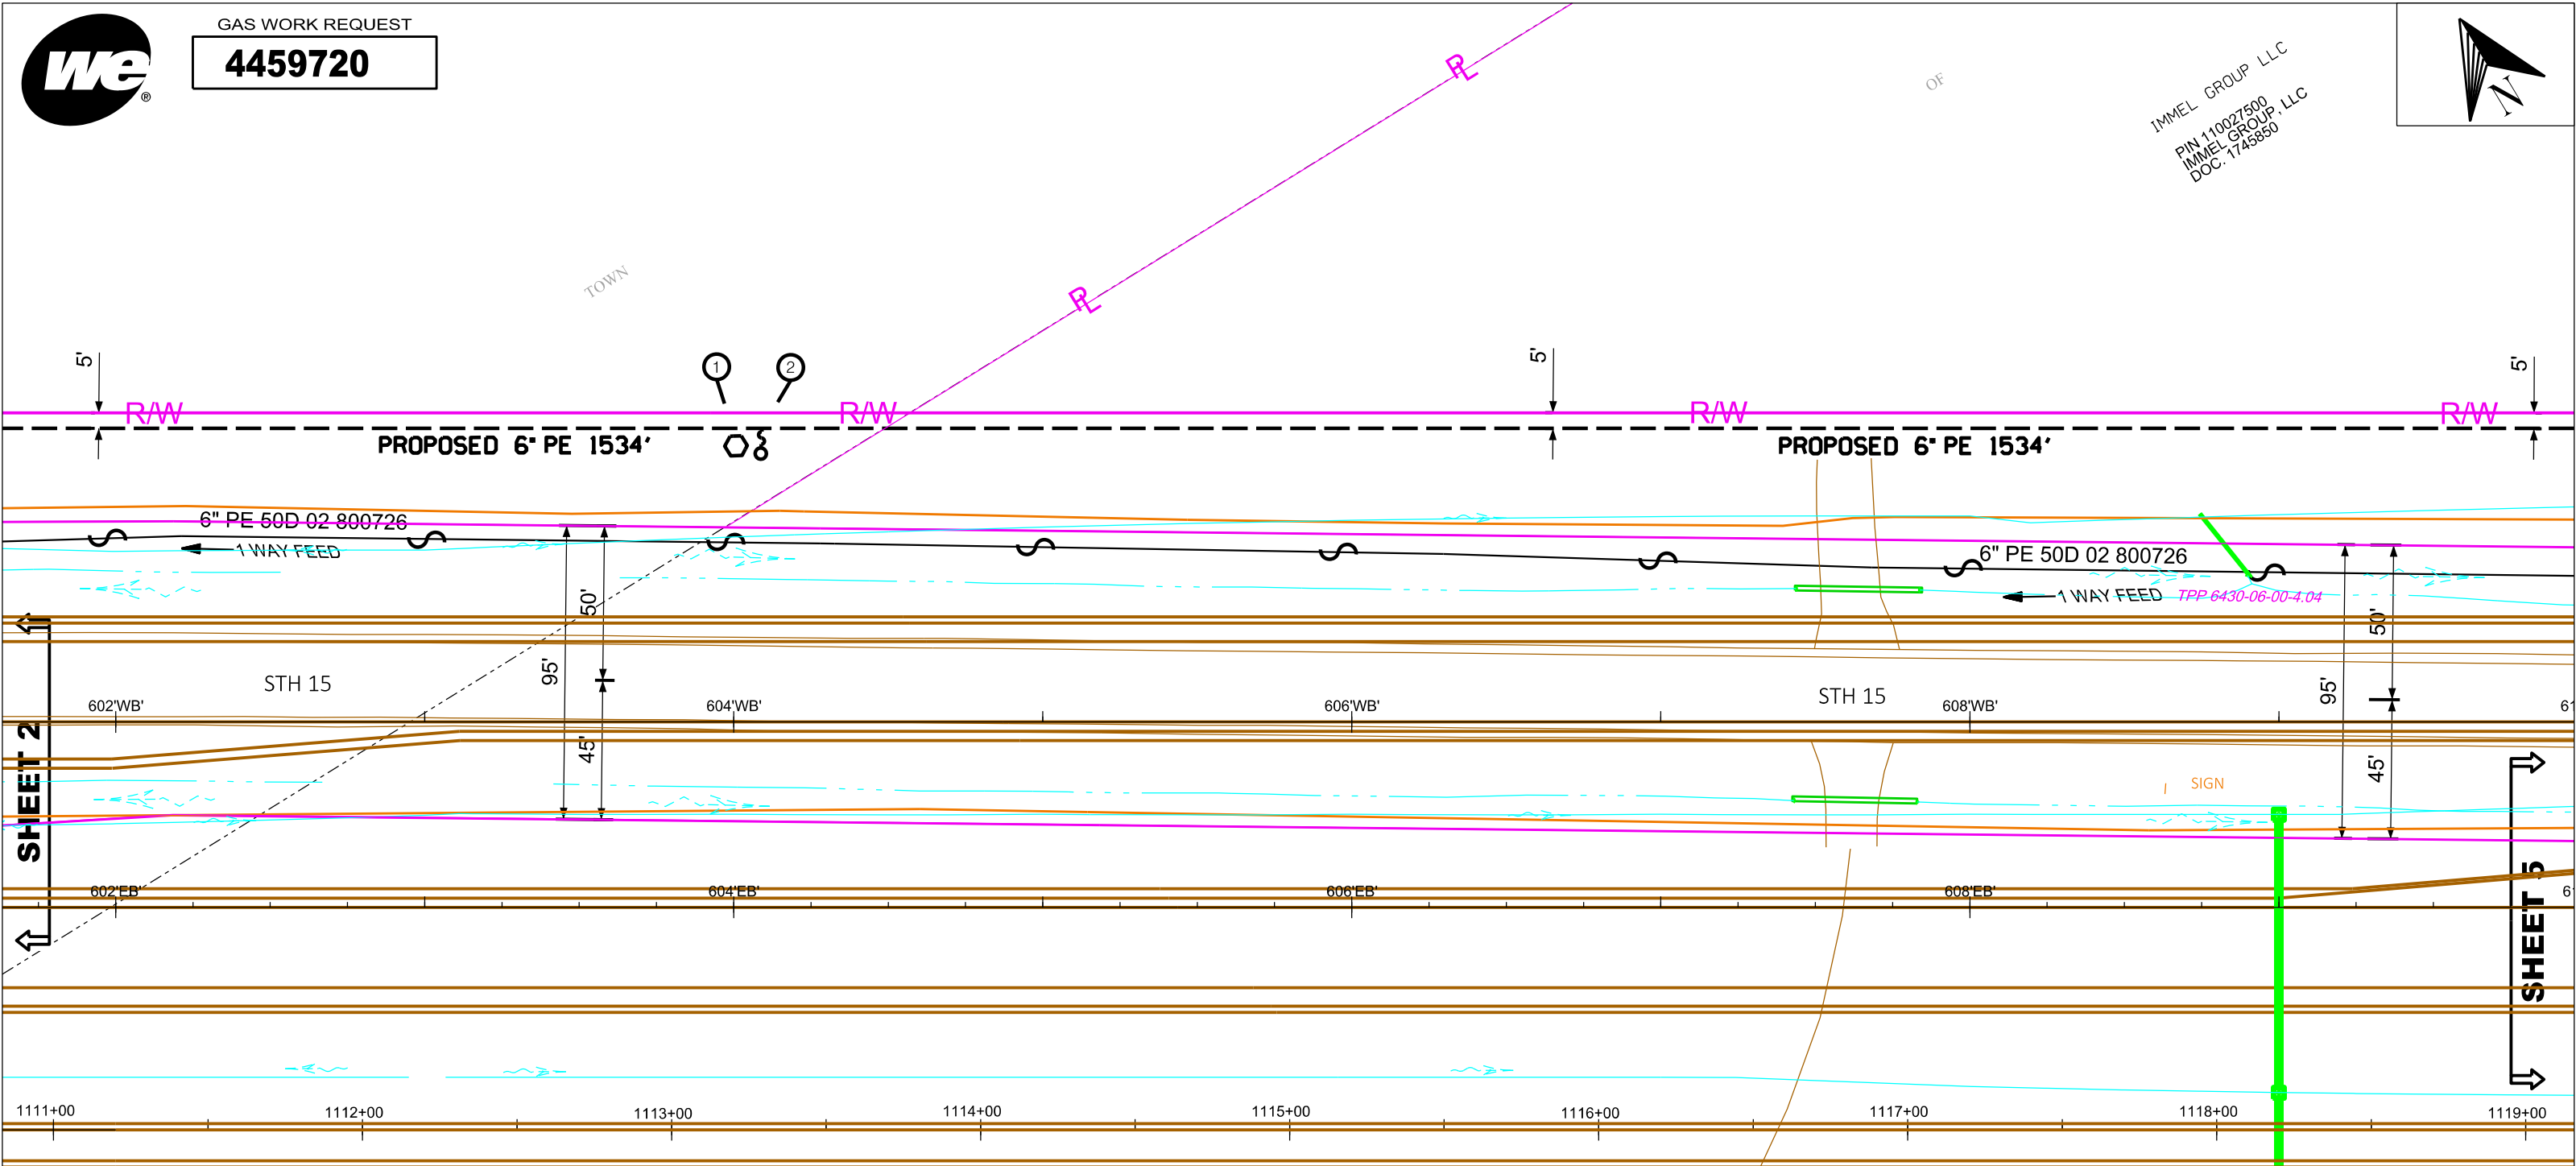 we ®
GAS WORK REQUEST
4459720
PL
OF
IMMEL GROUP LLC
PIN 110027500
IMMEL GROUP, LLC
DOC. 1745850
N
TOWN
PL
5'
1
2
5'
5'
R/W
R/W
R/W
R/W
PROPOSED 6" PE 1534'
PROPOSED 6" PE 1534'
6" PE 50D 02 800726
1 WAY FEED
6" PE 50D 02 800726
1 WAY FEED
TPP 6430-06-00-4.04
50'
95'
45'
50'
95'
45'
STH 15
STH 15
602'WB'
604'WB'
606'WB'
608'WB'
61
SHEET 2
SIGN
SHEET 5
602'EB'
604'EB'
606'EB'
608'EB'
6
1111+00
1112+00
1113+00
1114+00
1115+00
1116+00
1117+00
1118+00
1119+00